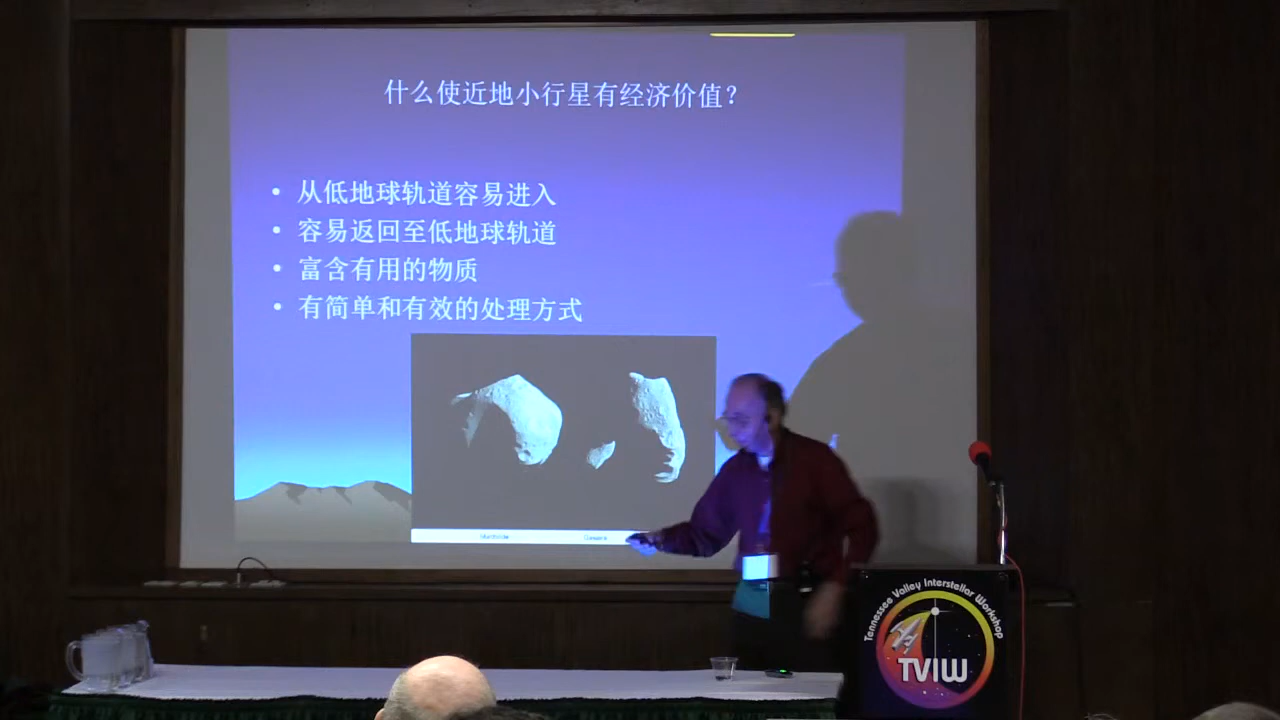 什么使近地小行星有经济价值？
• 从低地球轨道容易进入
• 容易返回至低地球轨道
• 富含有用的物质
• 有简单和有效的处理方式
Tennessee Valley Interstellar Workshop
TVIW